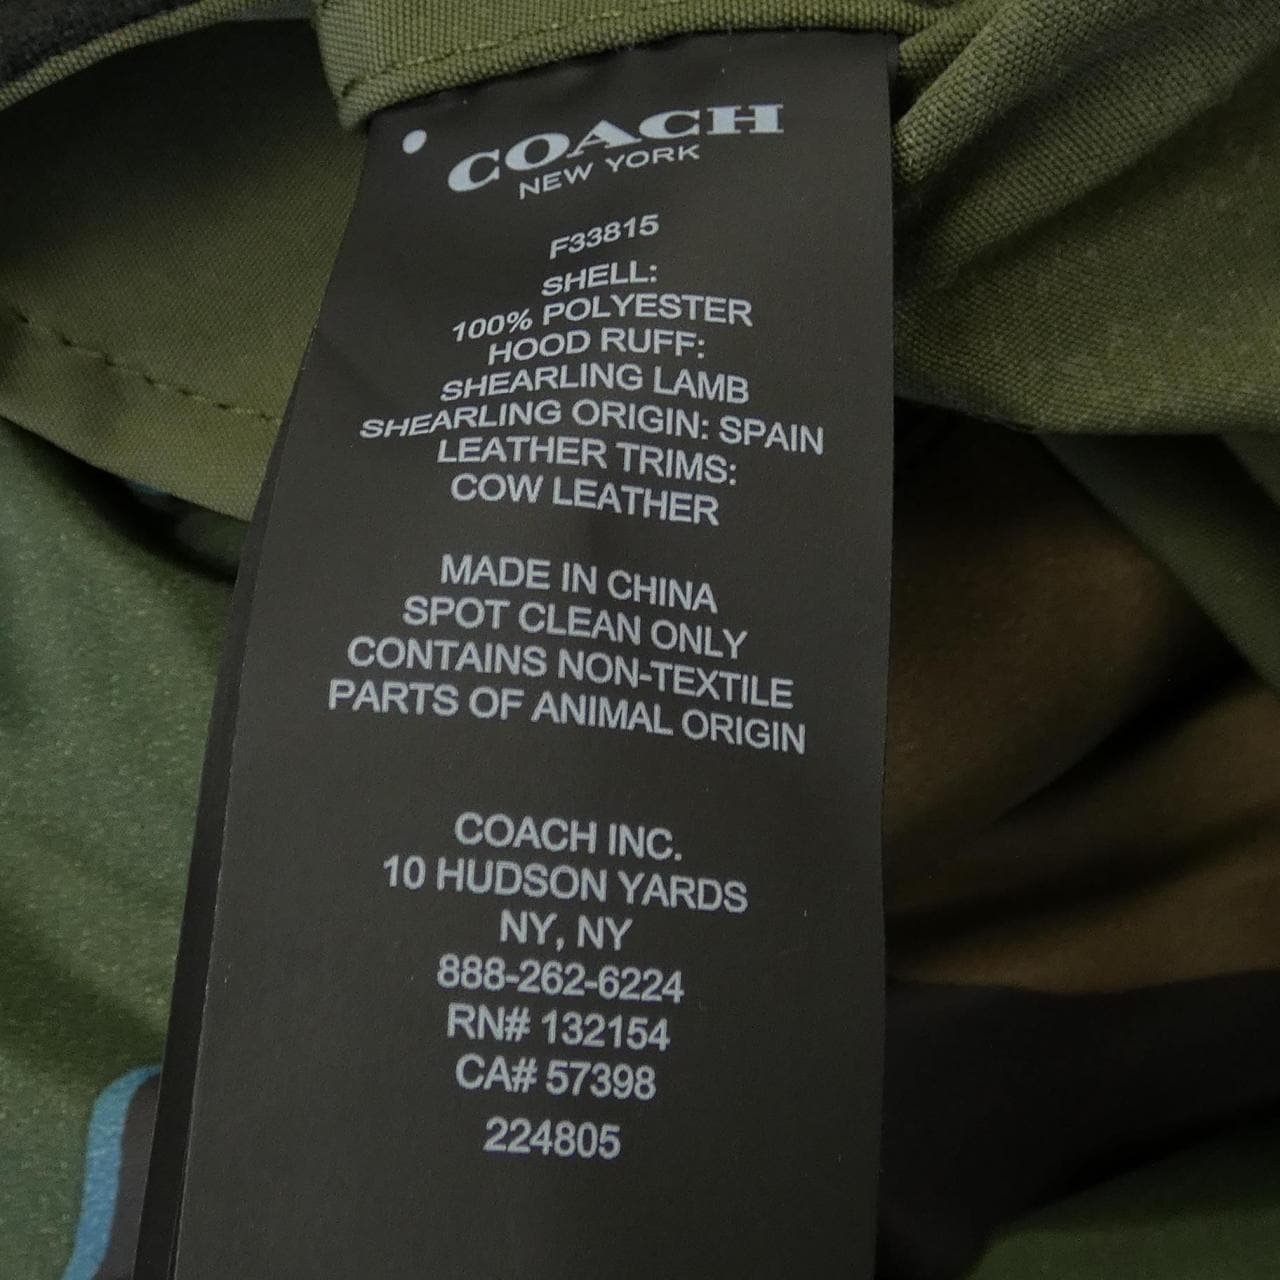 COACH
NEW YORK
F33815
SHELL:
100% POLYESTER
HOOD RUFF:
SHEARLING LAMB
SHEARLING ORIGIN: SPAIN
LEATHER TRIMS:
COW LEATHER
MADE IN CHINA
SPOT CLEAN ONLY
CONTAINS NON-TEXTILE
PARTS OF ANIMAL ORIGIN
COACH INC.
10 HUDSON YARDS
NY, NY
888-262-6224
RN# 132154
CA# 57398
224805